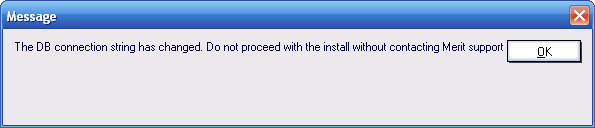 Message
The DB connection string has changed. Do not proceed with the install without contacting Merit support
OK